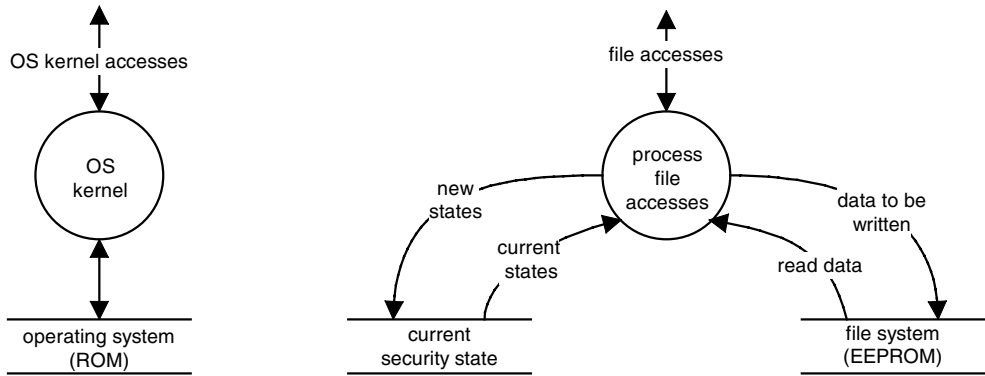 OS kernel accesses
OS
kernel
operating system
(ROM)
file accesses
process
file
accesses
new
states
current
states
data to be
written
read data
current
security state
file system
(EEPROM)